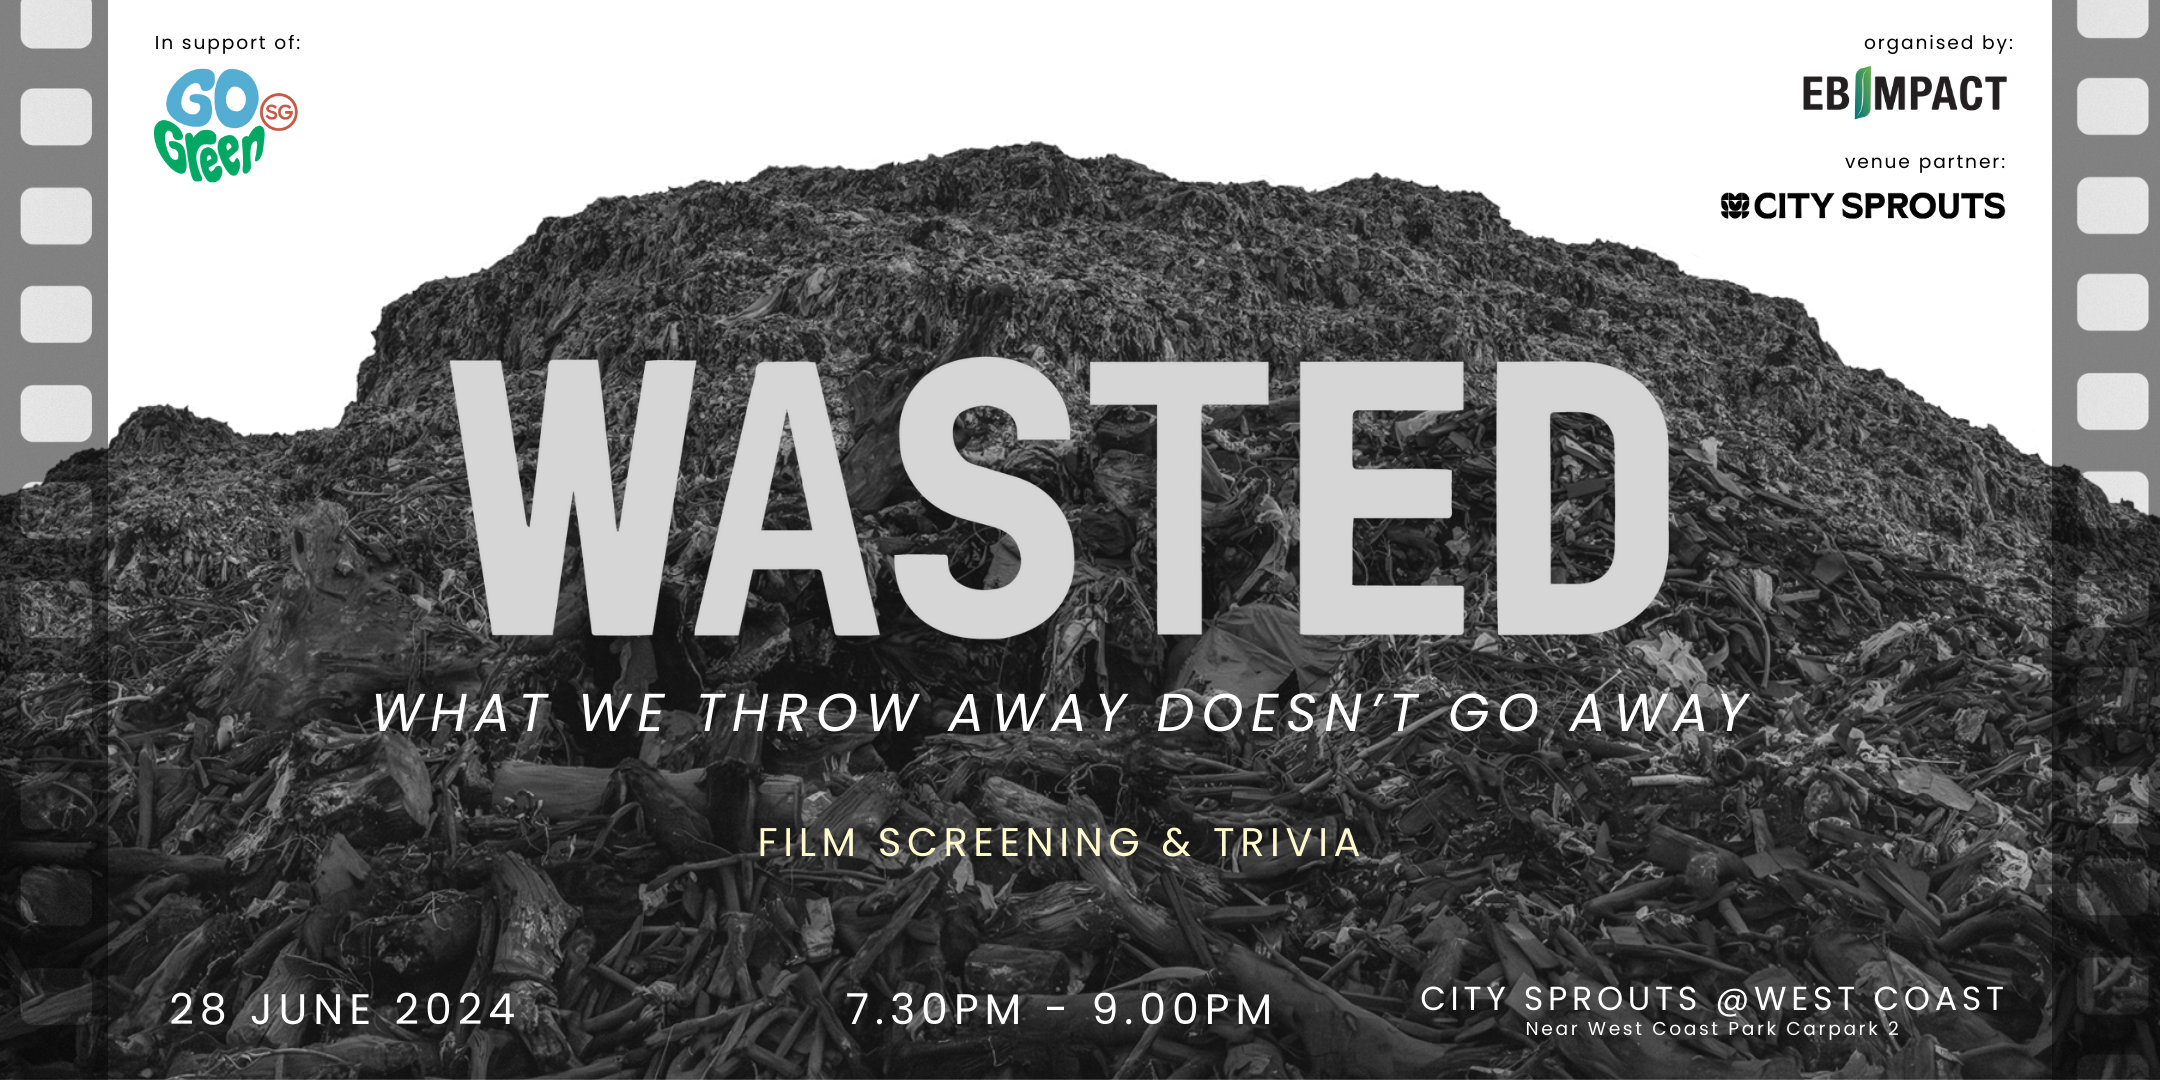 In support of:
GO
Green
SG
organised by:
EB IMPACT
venue partner:
CITY SPROUTS
WASTED
WHAT WE THROW AWAY DOESN’T GO AWAY
FILM SCREENING & TRIVIA
28 JUNE 2024
7.30PM - 9.00PM
CITY SPROUTS @WEST COAST
Near West Coast Park Carpark 2